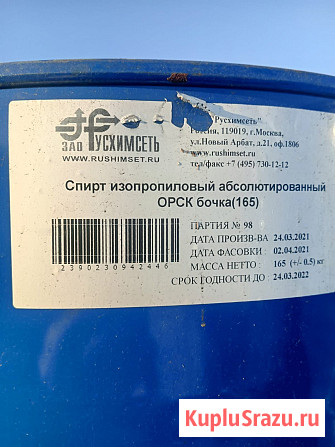 ЗАО РУСХИМСЕТЬ
WWW.RUSHIMSET.RU
Русхимсеть"
Россия, 119019, г.Москва,
ул.Новый Арбат, д.21, оф.1806
www.rushimset.ru
тел/факс +7 (495) 730-12-12
Спирт изопропиловый абсолютированный
ОРСК бочка(165)
ПАРТИЯ № 98
ДАТА ПРОИЗВ-ВА 24.03.2021
ДАТА ФАСОВКИ : 02.04.2021
МАССА НЕТТО : 165 (+/- 0.5) кг
СРОК ГОДНОСТИ ДО : 24.03.2022
2390230942446
KupluSrazu.ru